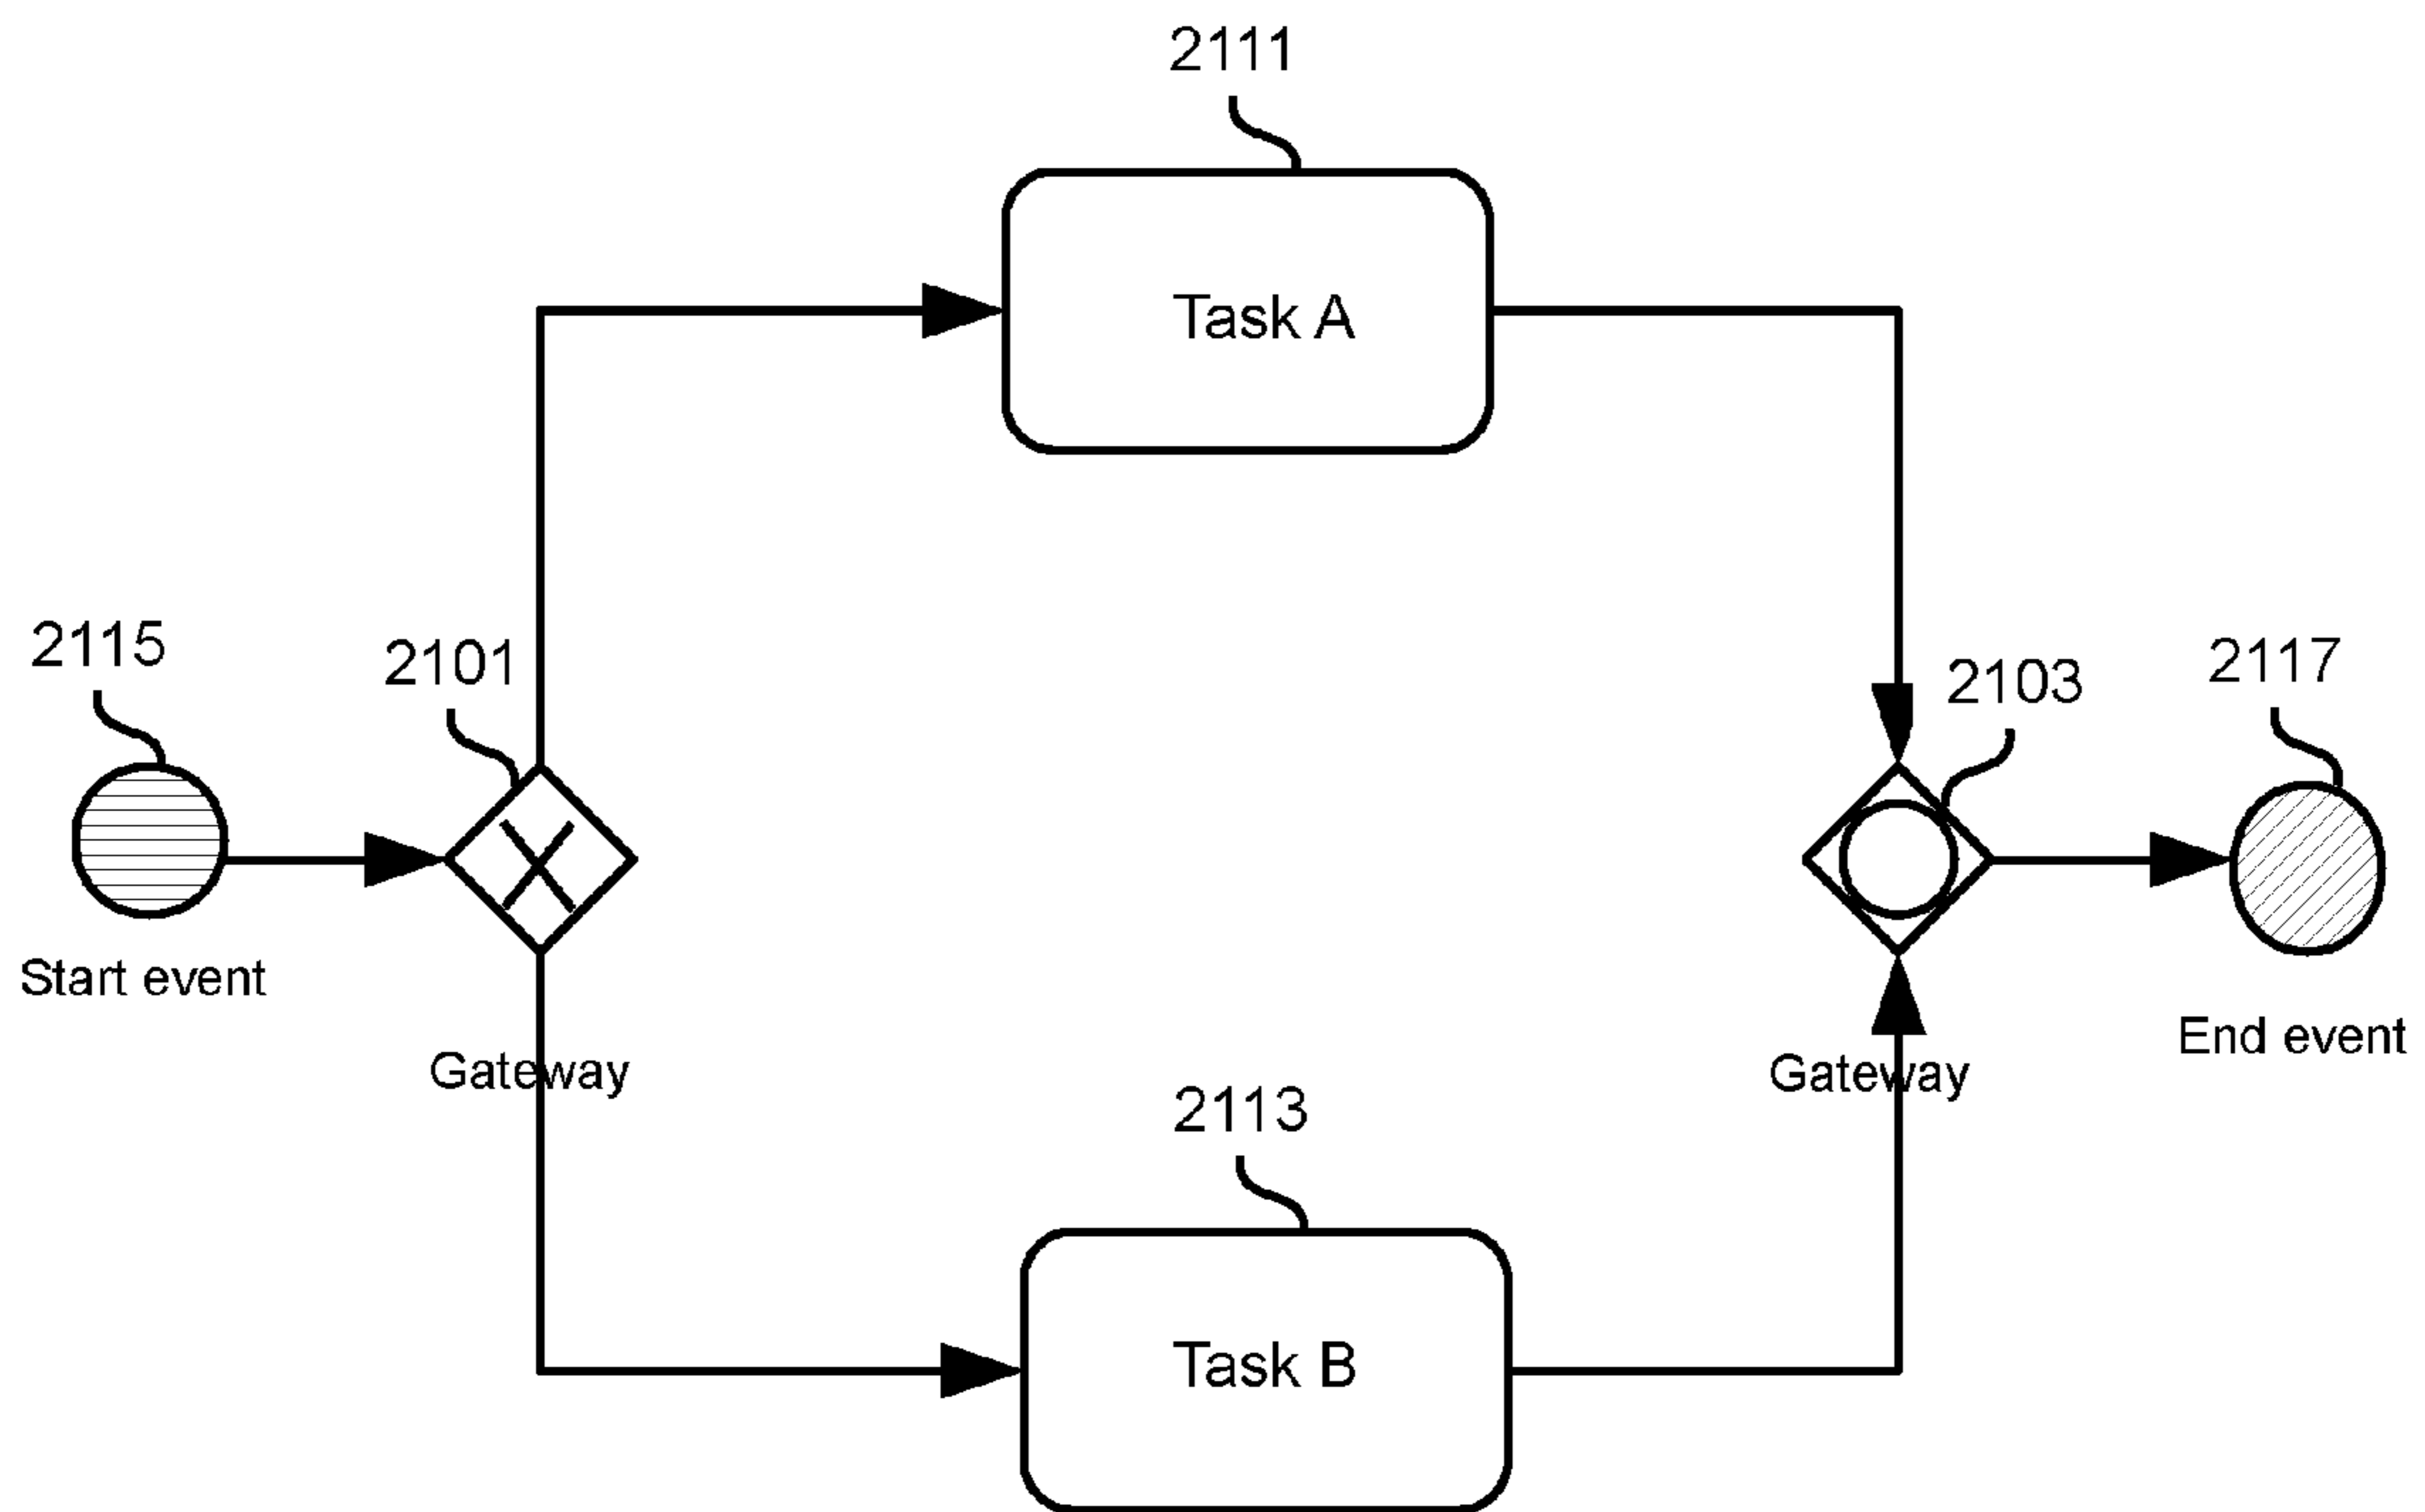 2111
Task A
2115
2101
2103
2117
Start event
End event
Gateway
Gateway
2113
Task B